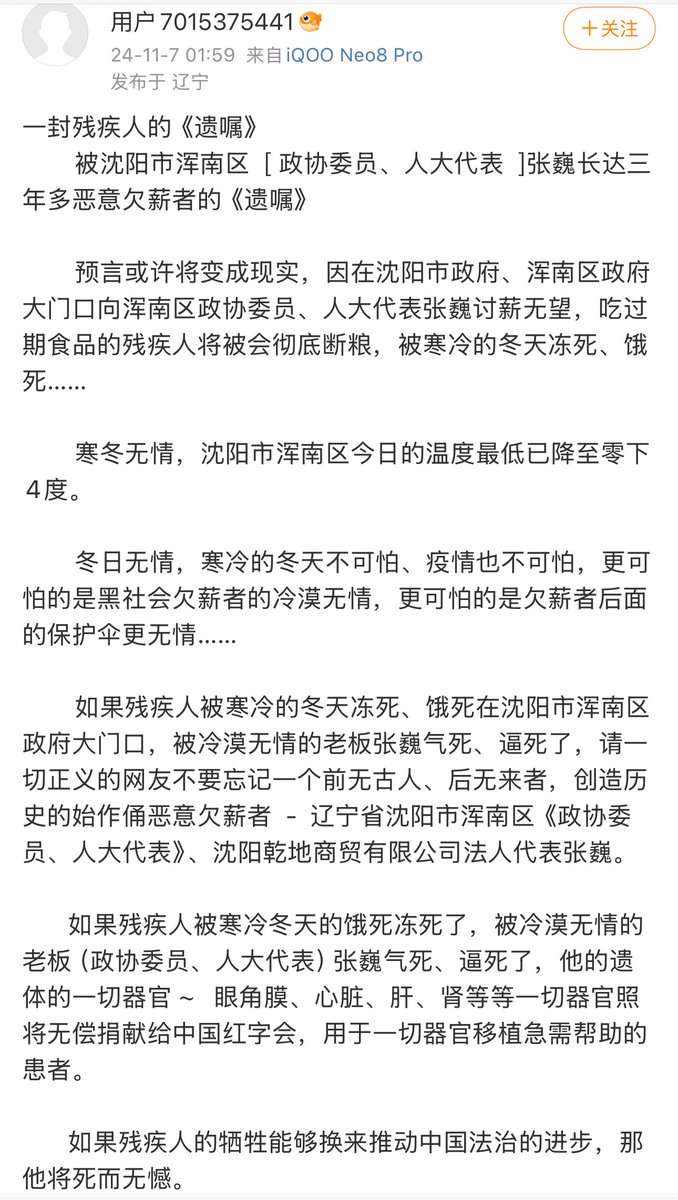 用户7015375441
24-11-7 01:59 来自iQOO Neo8 Pro
发布于 辽宁
+关注
一封残疾人的《遗嘱》
被沈阳市浑南区 [ 政协委员、人大代表 ]张巍长达三
年多恶意欠薪者的《遗嘱》
预言或许将变成现实，因在沈阳市政府、浑南区政府
大门口向浑南区政协委员、人大代表张巍讨薪无望，吃过
期食品的残疾人将被会彻底断粮，被寒冷的冬天冻死、饿
死……
寒冬无情，沈阳市浑南区今日的温度最低已降至零下
4度。
冬日无情，寒冷的冬天不可怕、疫情也不可怕，更可
怕的是黑社会欠薪者的冷漠无情，更可怕的是欠薪者后面
的保护伞更无情……
如果残疾人被寒冷的冬天冻死、饿死在沈阳市浑南区
政府大门口，被冷漠无情的老板张巍气死、逼死了，请一
切正义的网友不要忘记一个前无古人、后无来者，创造历
史的始作俑恶意欠薪者 - 辽宁省沈阳市浑南区《政协委
员、人大代表》、沈阳乾地商贸有限公司法人代表张巍。
如果残疾人被寒冷冬天的饿死冻死了，被冷漠无情的
老板（政协委员、人大代表）张巍气死、逼死了，他的遗
体的一切器官～ 眼角膜、心脏、肝、肾等等一切器官照
将无偿捐献给中国红字会，用于一切器官移植急需帮助的
患者。
如果残疾人的牺牲能够换来推动中国法治的进步，那
他将死而无憾。